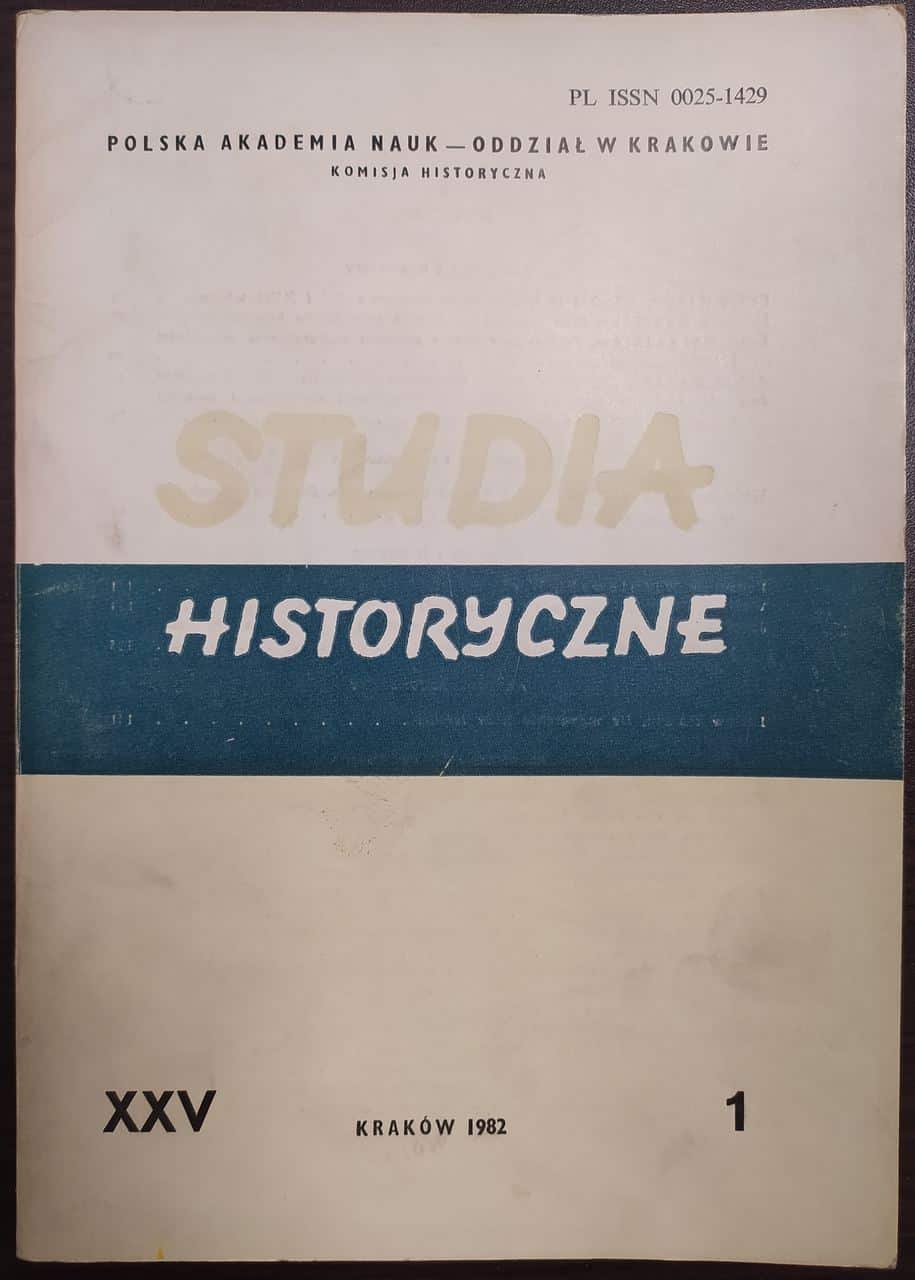 PL ISSN 0025-1429
POLSKA AKADEMIA NAUK — ODDZIAŁ W KRAKOWIE
KOMISJA HISTORYCZNA
STUDIA
HISTORYCZNE
XXV
KRAKÓW 1982
1